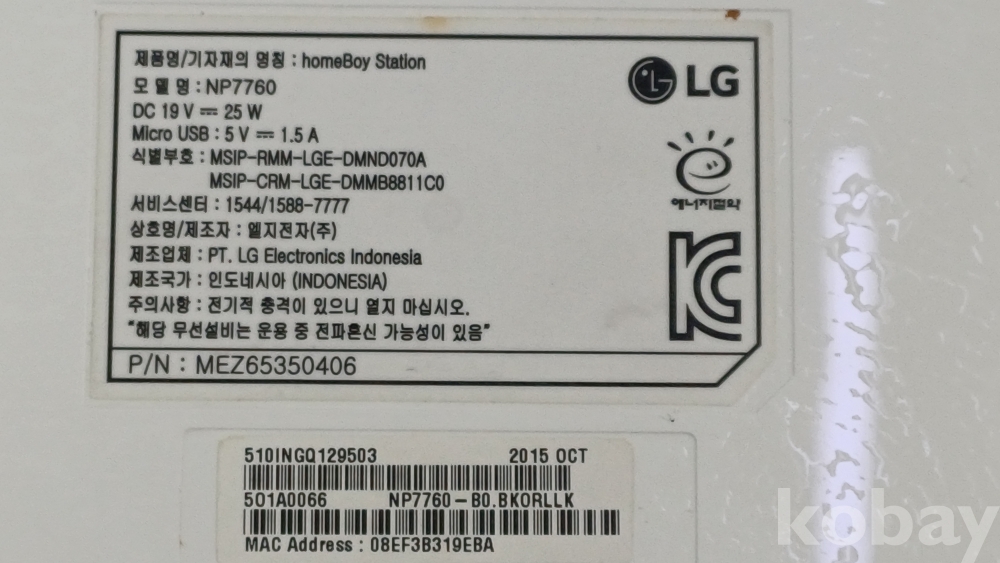 제품명/기자재의 명칭 : homeBoy Station
모 델 명 : NP7760
DC 19 V ⎓ 25 W
Micro USB : 5 V ⎓ 1.5 A
식별부호 : MSIP-RMM-LGE-DMND070A
MSIP-CRM-LGE-DMMB8811C0
서비스센터 : 1544/1588-7777
상호명/제조자 : 엘지전자(주)
제조업체 : PT. LG Electronics Indonesia
제조국가 : 인도네시아 (INDONESIA)
주의사항 : 전기적 충격이 있으니 열지 마십시오.
"해당 무선설비는 운용 중 전파혼신 가능성이 있음"
P/N : MEZ65350406
LG
에너지절약
KC
510INGQ129503 2015 OCT
501A0066 NP7760-B0.BKORLLK
MAC Address : 08EF3B319EBA
kobay